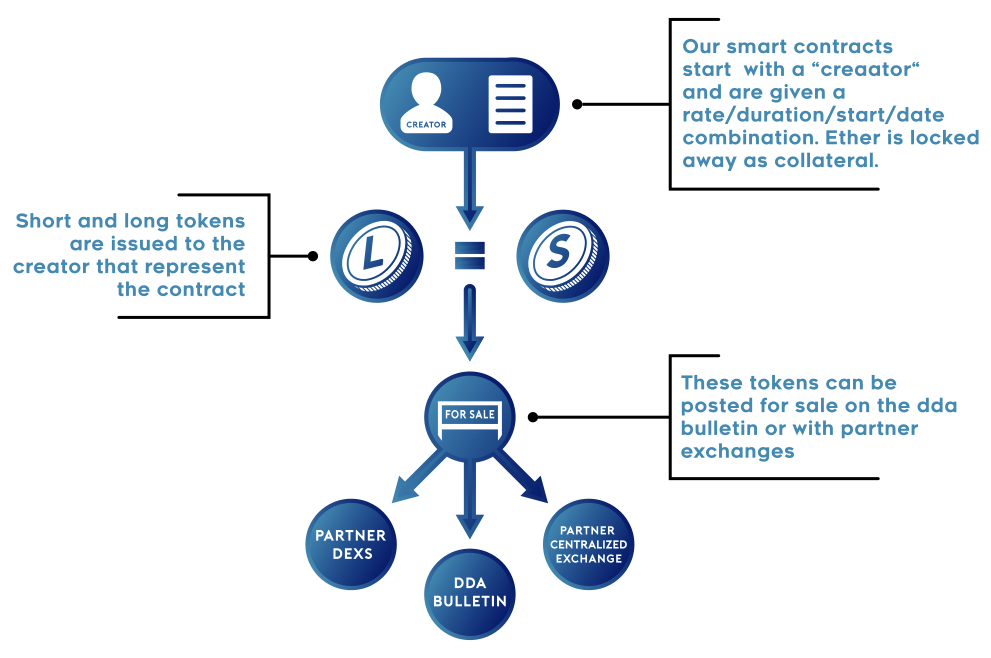 Our smart contracts
start with a “creaator“
and are given a
rate/duration/start/date
combination. Ether is locked
away as collateral.
CREATOR
Short and long tokens
are issued to the
creator that represent
the contract
L
S
These tokens can be
posted for sale on the dda
bulletin or with partner
exchanges
FOR SALE
PARTNER
DEXS
DDA
BULLETIN
PARTNER
CENTRALIZED
EXCHANGE